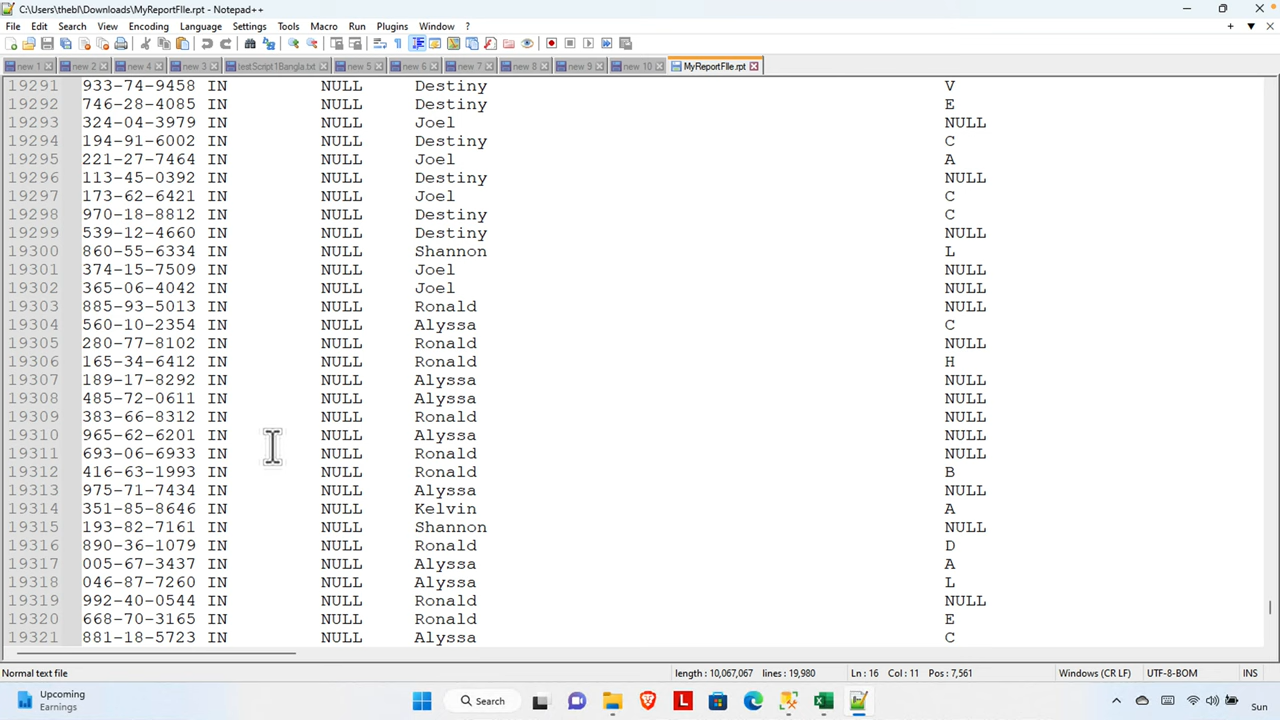 C:\Users\thebl\Downloads\MyReportFIle.rpt - Notepad++
File Edit Search View Encoding Language Settings Tools Macro Run Plugins Window ?
new 1 new 2 new 4 new 3 testScript1Bangla.txt new 5 new 6 new 7 new 8 new 9 new 10 MyReportFIle.rpt
19291 933-74-9458 IN NULL Destiny V
19292 746-28-4085 IN NULL Destiny E
19293 324-04-3979 IN NULL Joel NULL
19294 194-91-6002 IN NULL Destiny C
19295 221-27-7464 IN NULL Joel A
19296 113-45-0392 IN NULL Destiny NULL
19297 173-62-6421 IN NULL Joel C
19298 970-18-8812 IN NULL Destiny C
19299 539-12-4660 IN NULL Destiny NULL
19300 860-55-6334 IN NULL Shannon L
19301 374-15-7509 IN NULL Joel NULL
19302 365-06-4042 IN NULL Joel NULL
19303 885-93-5013 IN NULL Ronald NULL
19304 560-10-2354 IN NULL Alyssa C
19305 280-77-8102 IN NULL Ronald NULL
19306 165-34-6412 IN NULL Ronald H
19307 189-17-8292 IN NULL Alyssa NULL
19308 485-72-0611 IN NULL Alyssa NULL
19309 383-66-8312 IN NULL Ronald NULL
19310 965-62-6201 IN NULL Alyssa NULL
19311 693-06-6933 IN NULL Ronald NULL
19312 416-63-1993 IN NULL Ronald B
19313 975-71-7434 IN NULL Alyssa NULL
19314 351-85-8646 IN NULL Kelvin A
19315 193-82-7161 IN NULL Shannon NULL
19316 890-36-1079 IN NULL Ronald D
19317 005-67-3437 IN NULL Alyssa A
19318 046-87-7260 IN NULL Alyssa L
19319 992-40-0544 IN NULL Ronald NULL
19320 668-70-3165 IN NULL Ronald E
19321 881-18-5723 IN NULL Alyssa C
Normal text file length : 10,067,067 lines : 19,980 Ln : 16 Col : 11 Pos : 7,561 Windows (CR LF) UTF-8-BOM INS
Upcoming
Earnings
Search
Sun